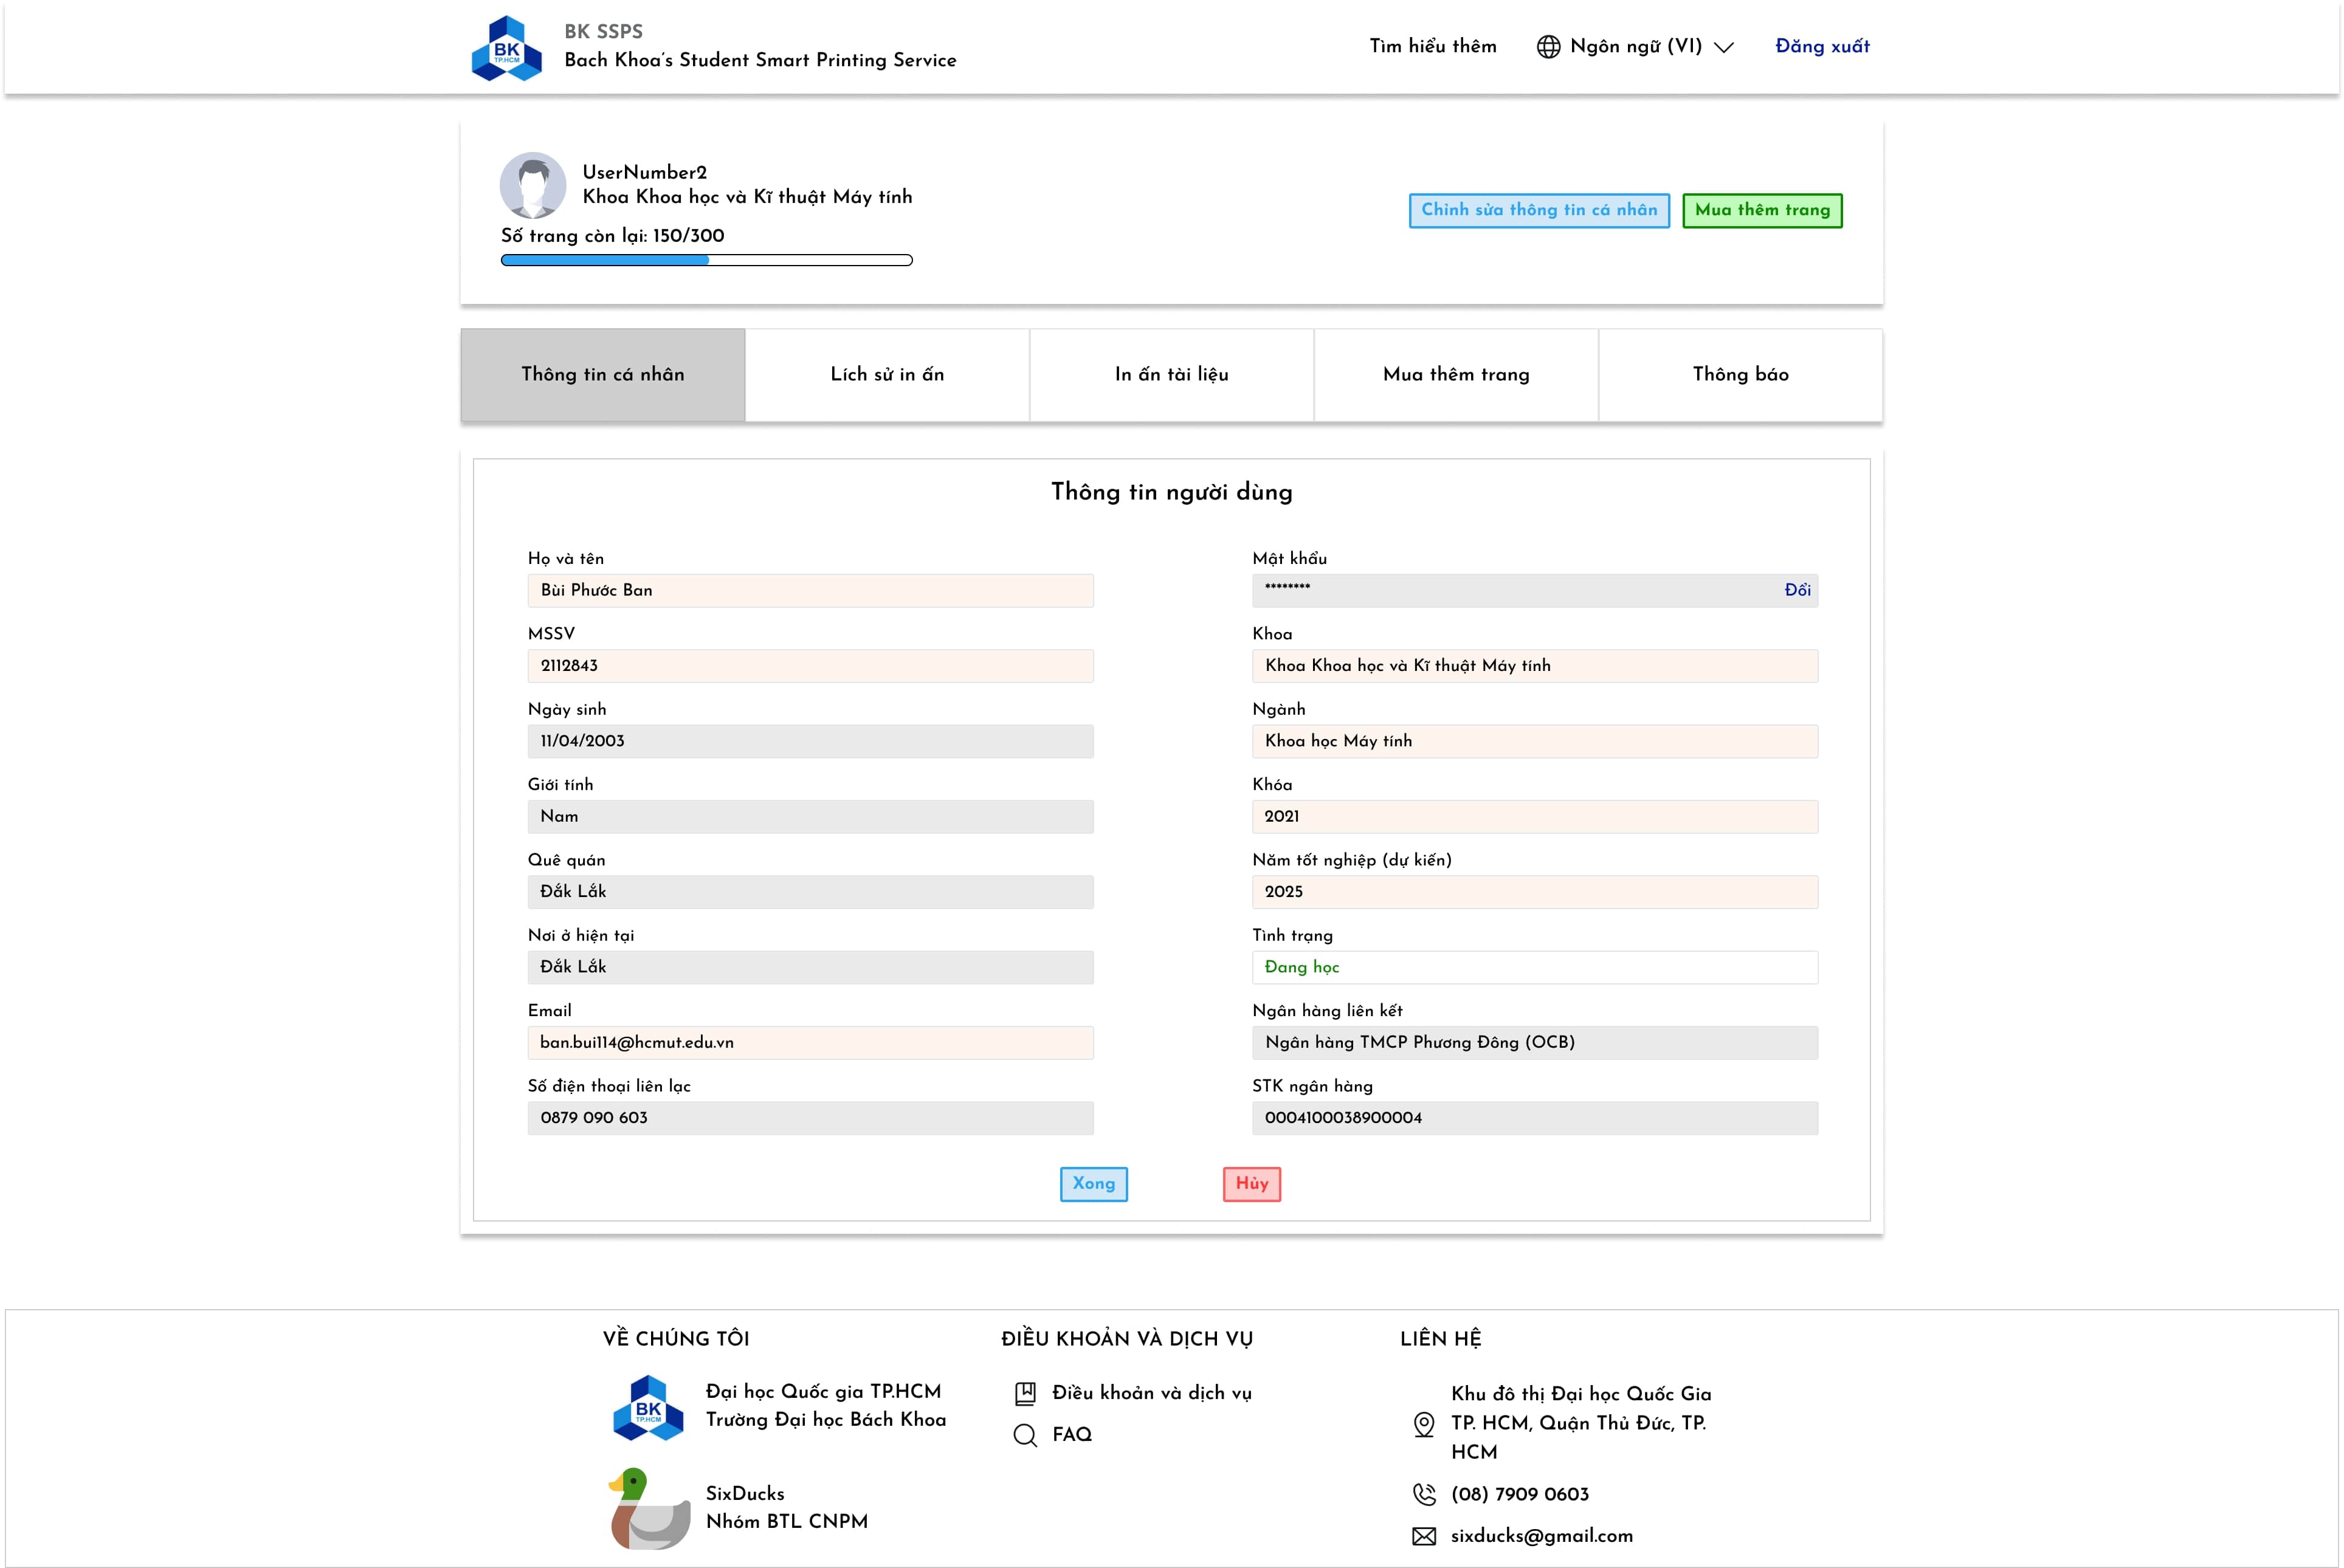 BK
TP.HCM
BK SSPS
Bach Khoa's Student Smart Printing Service
Tìm hiểu thêm
Ngôn ngữ (VI)
Đăng xuất
UserNumber2
Khoa Khoa học và Kĩ thuật Máy tính
Số trang còn lại: 150/300
Chỉnh sửa thông tin cá nhân
Mua thêm trang
Thông tin cá nhân
Lích sử in ấn
In ấn tài liệu
Mua thêm trang
Thông báo
Thông tin người dùng
Họ và tên
Bùi Phước Ban
Mật khẩu
********
Đổi
MSSV
2112843
Khoa
Khoa Khoa học và Kĩ thuật Máy tính
Ngày sinh
11/04/2003
Ngành
Khoa học Máy tính
Giới tính
Nam
Khóa
2021
Quê quán
Đắk Lắk
Năm tốt nghiệp (dự kiến)
2025
Nơi ở hiện tại
Đắk Lắk
Tình trạng
Đang học
Email
ban.bui114@hcmut.edu.vn
Ngân hàng liên kết
Ngân hàng TMCP Phương Đông (OCB)
Số điện thoại liên lạc
0879 090 603
STK ngân hàng
0004100038900004
Xong
Hủy
VỀ CHÚNG TÔI
BK
TP.HCM
Đại học Quốc gia TP.HCM
Trường Đại học Bách Khoa
SixDucks
Nhóm BTL CNPM
ĐIỀU KHOẢN VÀ DỊCH VỤ
Điều khoản và dịch vụ
FAQ
LIÊN HỆ
Khu đô thị Đại học Quốc Gia
TP. HCM, Quận Thủ Đức, TP.
HCM
(08) 7909 0603
sixducks@gmail.com